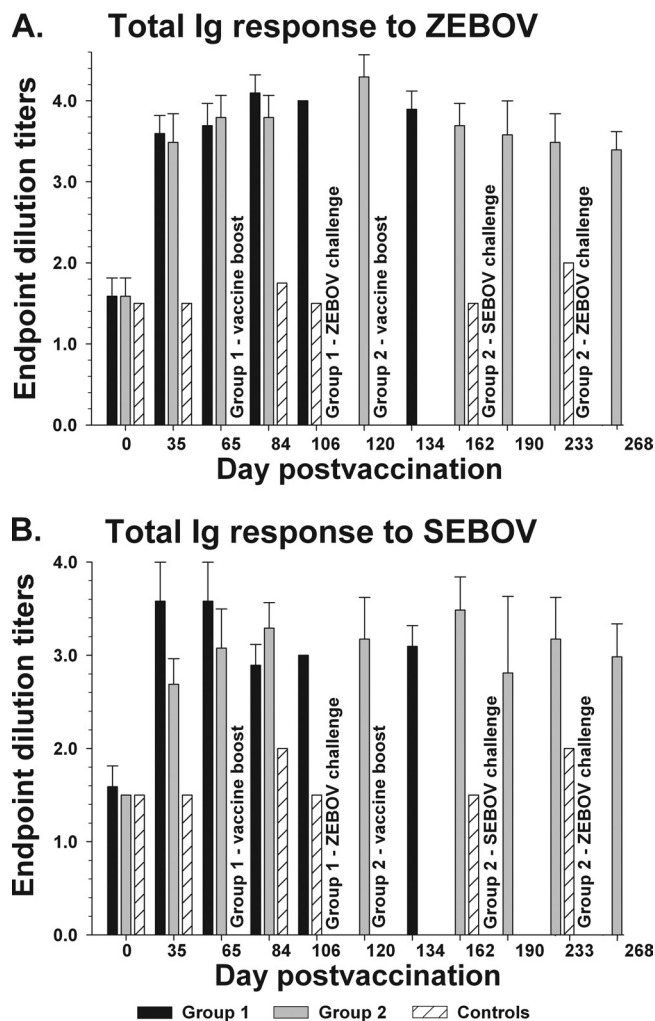 A. Total Ig response to ZEBOV
Endpoint dilution titers
4.0
3.0
2.0
1.0
0.0
Group 1 - vaccine boost
Group 1 - ZEBOV challenge
Group 2 - vaccine boost
Group 2 - SEBOV challenge
Group 2 - ZEBOV challenge
0 35 65 84 106 120 134 162 190 233 268
Day postvaccination
B. Total Ig response to SEBOV
Endpoint dilution titers
4.0
3.0
2.0
1.0
0.0
Group 1 - vaccine boost
Group 1 - ZEBOV challenge
Group 2 - vaccine boost
Group 2 - SEBOV challenge
Group 2 - ZEBOV challenge
0 35 65 84 106 120 134 162 190 233 268
Day postvaccination
Group 1 Group 2 Controls